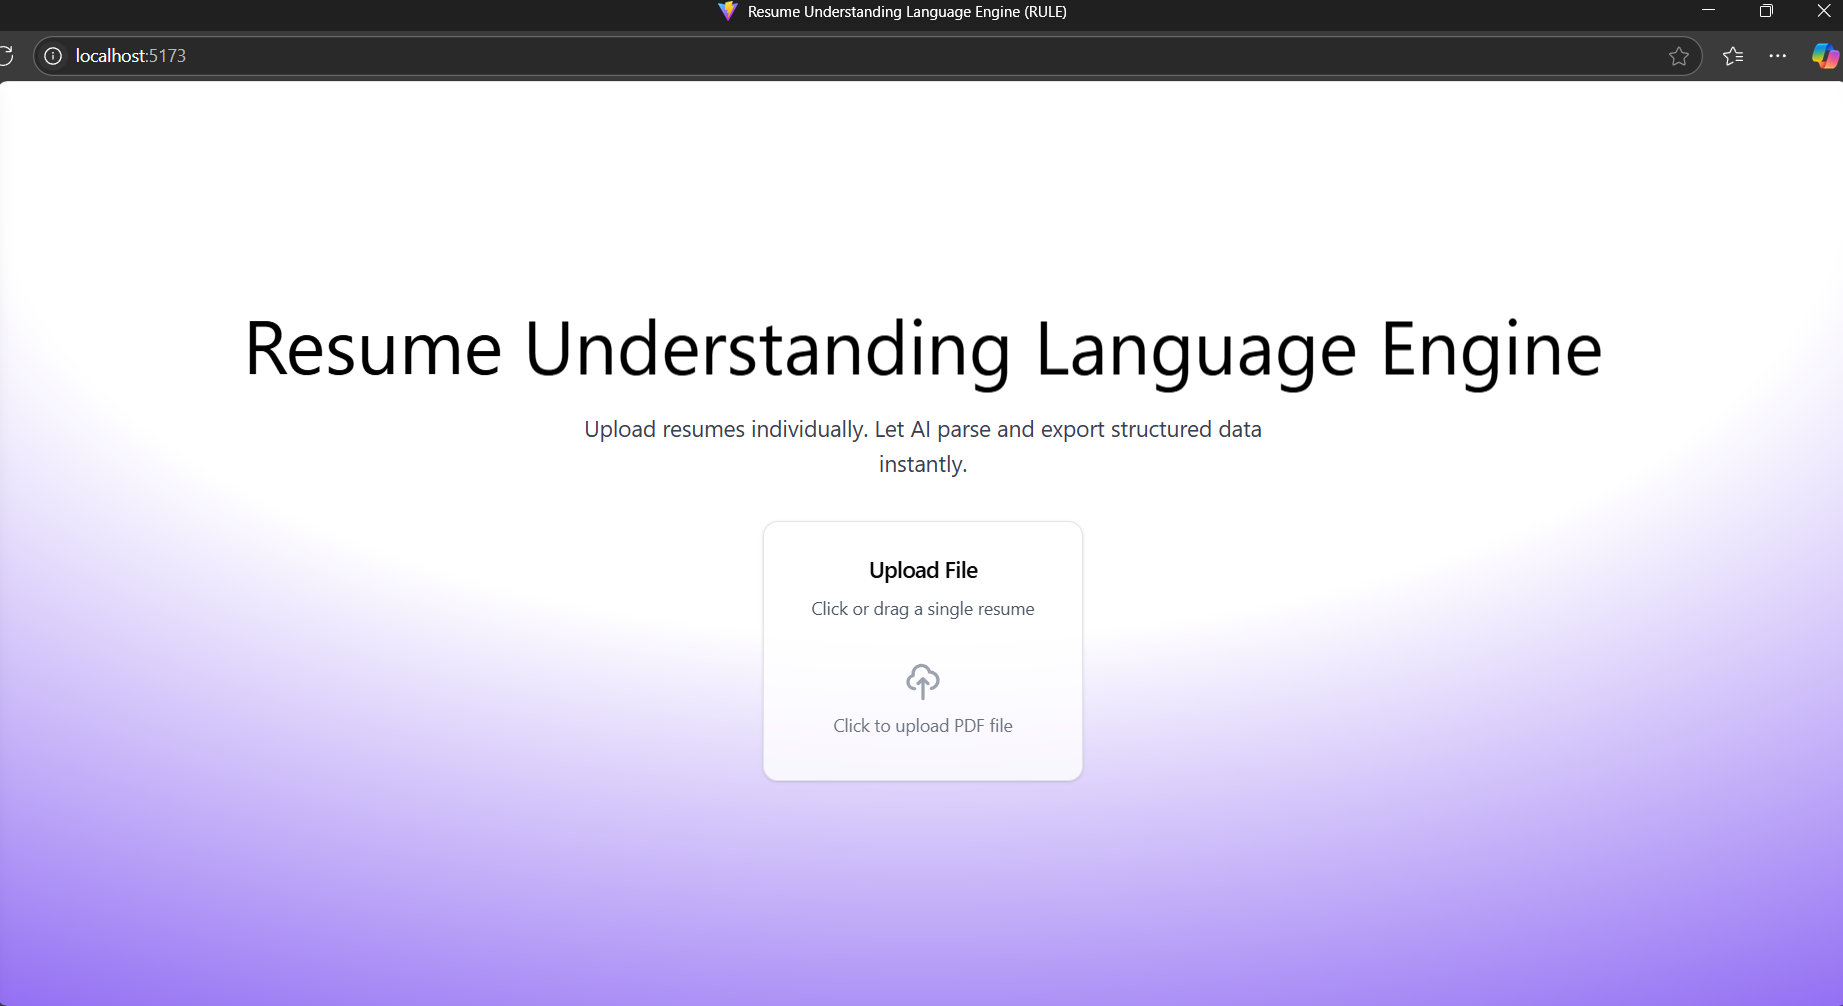 Resume Understanding Language Engine (RULE)
localhost:5173
Resume Understanding Language Engine
Upload resumes individually. Let AI parse and export structured data
instantly.
Upload File
Click or drag a single resume
Click to upload PDF file